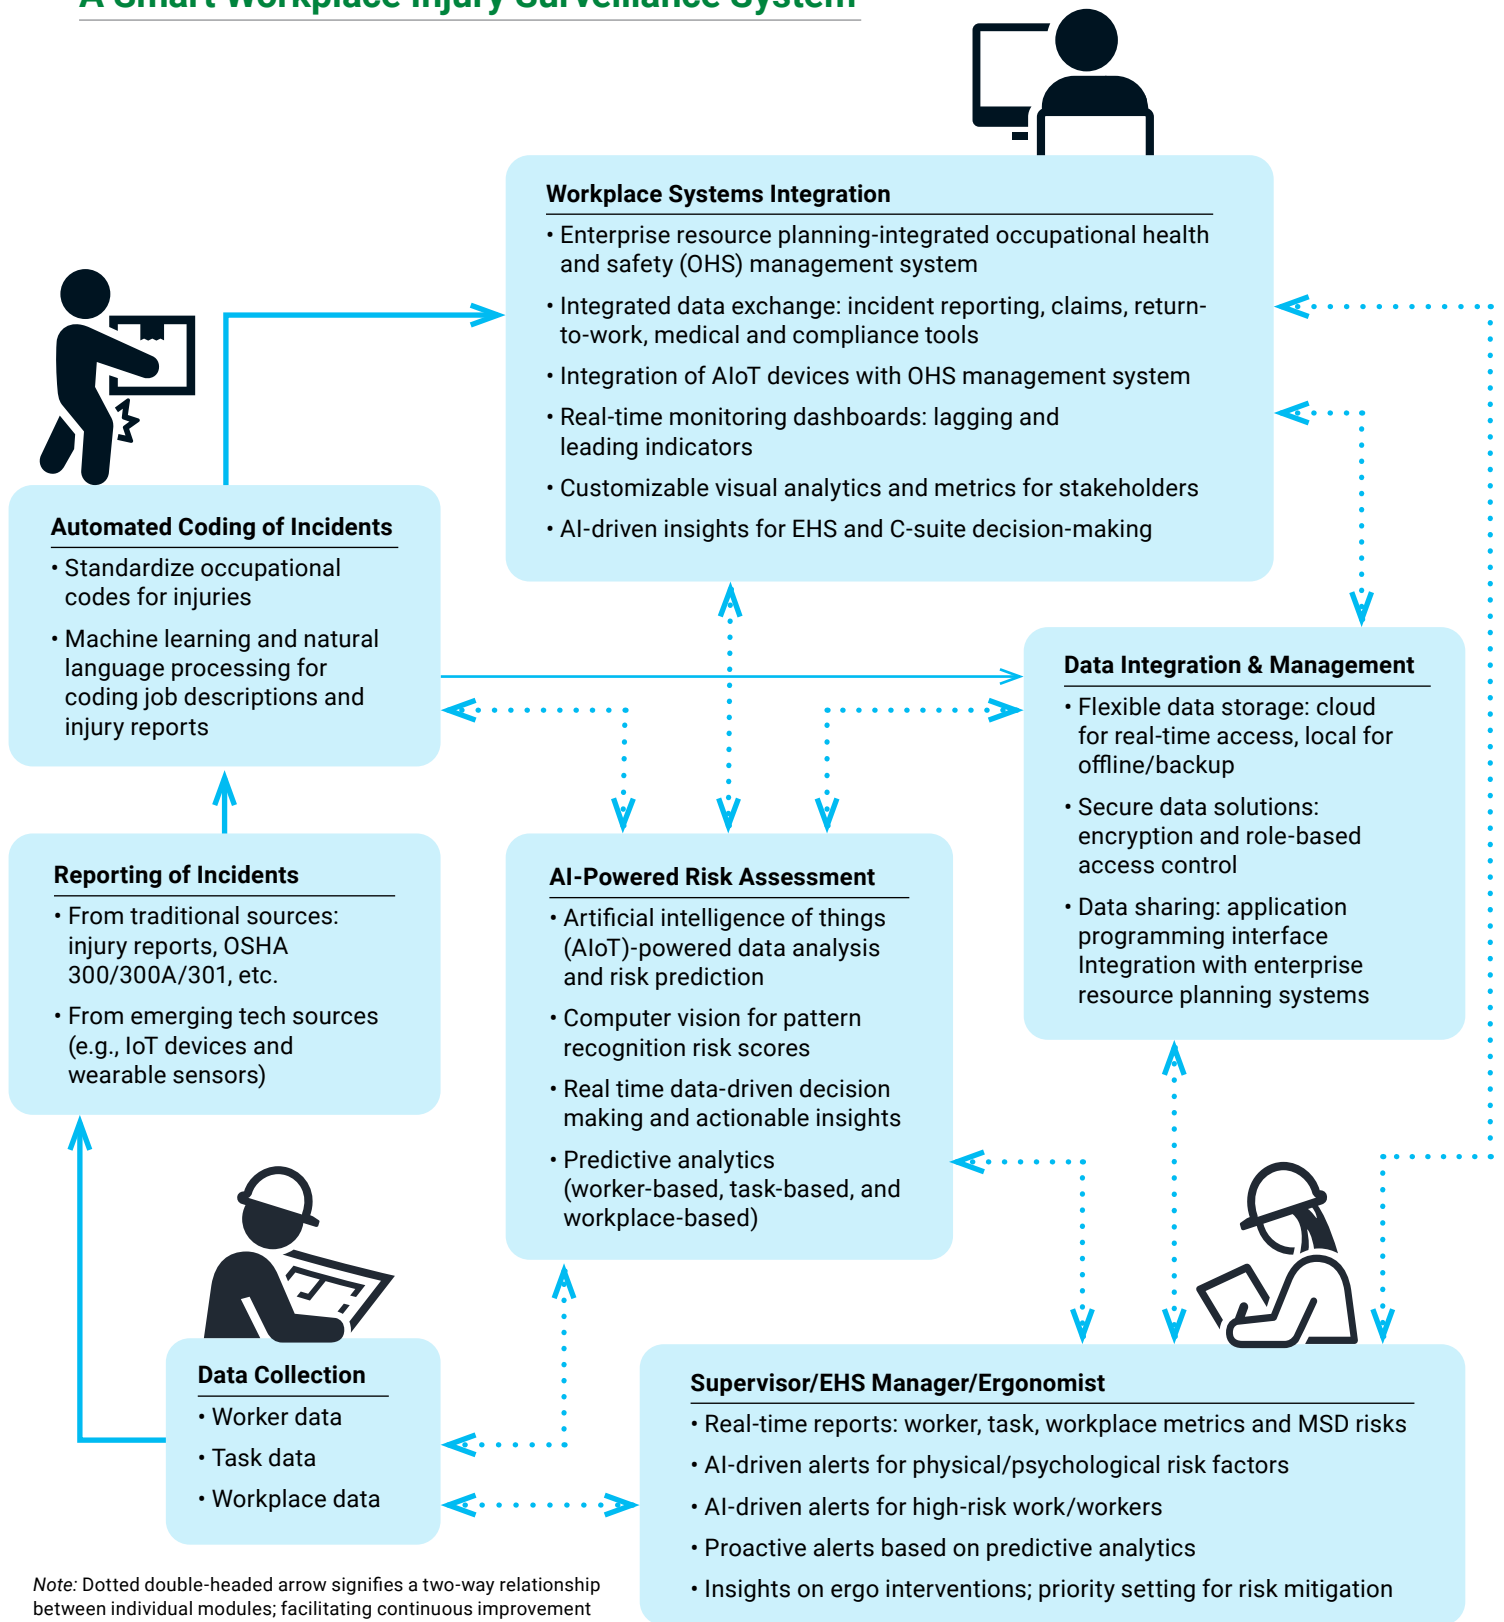 A Smart Workplace Injury Surveillance System
Workplace Systems Integration
• Enterprise resource planning-integrated occupational health
and safety (OHS) management system
• Integrated data exchange: incident reporting, claims, return-
to-work, medical and compliance tools
• Integration of AIoT devices with OHS management system
• Real-time monitoring dashboards: lagging and
leading indicators
• Customizable visual analytics and metrics for stakeholders
• AI-driven insights for EHS and C-suite decision-making
Automated Coding of Incidents
• Standardize occupational
codes for injuries
• Machine learning and natural
language processing for
coding job descriptions and
injury reports
Data Integration & Management
• Flexible data storage: cloud
for real-time access, local for
offline/backup
• Secure data solutions:
encryption and role-based
access control
• Data sharing: application
programming interface
Integration with enterprise
resource planning systems
Reporting of Incidents
• From traditional sources:
injury reports, OSHA
300/300A/301, etc.
• From emerging tech sources
(e.g., IoT devices and
wearable sensors)
AI-Powered Risk Assessment
• Artificial intelligence of things
(AIoT)-powered data analysis
and risk prediction
• Computer vision for pattern
recognition risk scores
• Real time data-driven decision
making and actionable insights
• Predictive analytics
(worker-based, task-based, and
workplace-based)
Data Collection
• Worker data
• Task data
• Workplace data
Supervisor/EHS Manager/Ergonomist
• Real-time reports: worker, task, workplace metrics and MSD risks
• AI-driven alerts for physical/psychological risk factors
• AI-driven alerts for high-risk work/workers
• Proactive alerts based on predictive analytics
• Insights on ergo interventions; priority setting for risk mitigation
Note: Dotted double-headed arrow signifies a two-way relationship
between individual modules; facilitating continuous improvement